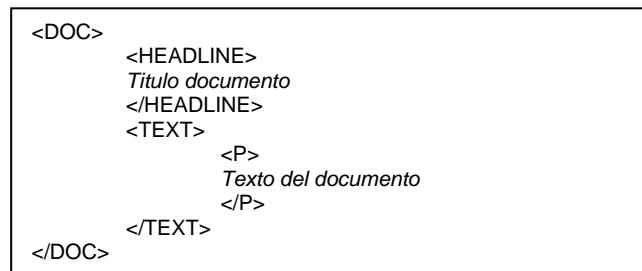 <DOC>
<HEADLINE>
Titulo documento
</HEADLINE>
<TEXT>
<P>
Texto del documento
</P>
</TEXT>
</DOC>